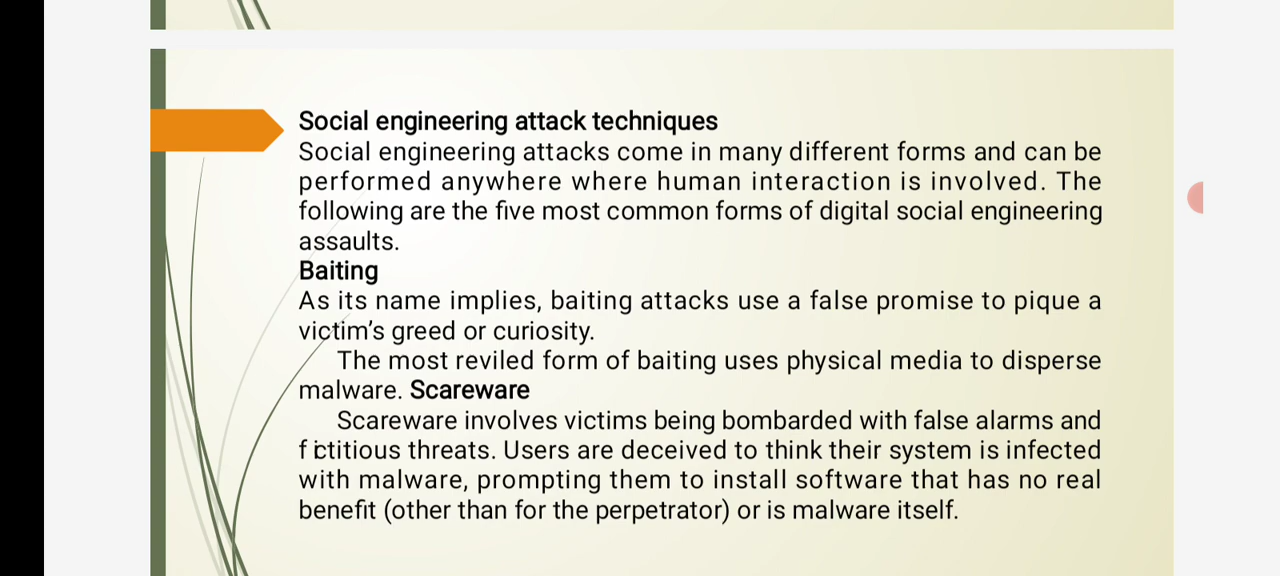 Social engineering attack techniques
Social engineering attacks come in many different forms and can be
performed anywhere where human interaction is involved. The
following are the five most common forms of digital social engineering
assaults.
Baiting
As its name implies, baiting attacks use a false promise to pique a
victim’s greed or curiosity.
The most reviled form of baiting uses physical media to disperse
malware. Scareware
Scareware involves victims being bombarded with false alarms and
fictitious threats. Users are deceived to think their system is infected
with malware, prompting them to install software that has no real
benefit (other than for the perpetrator) or is malware itself.